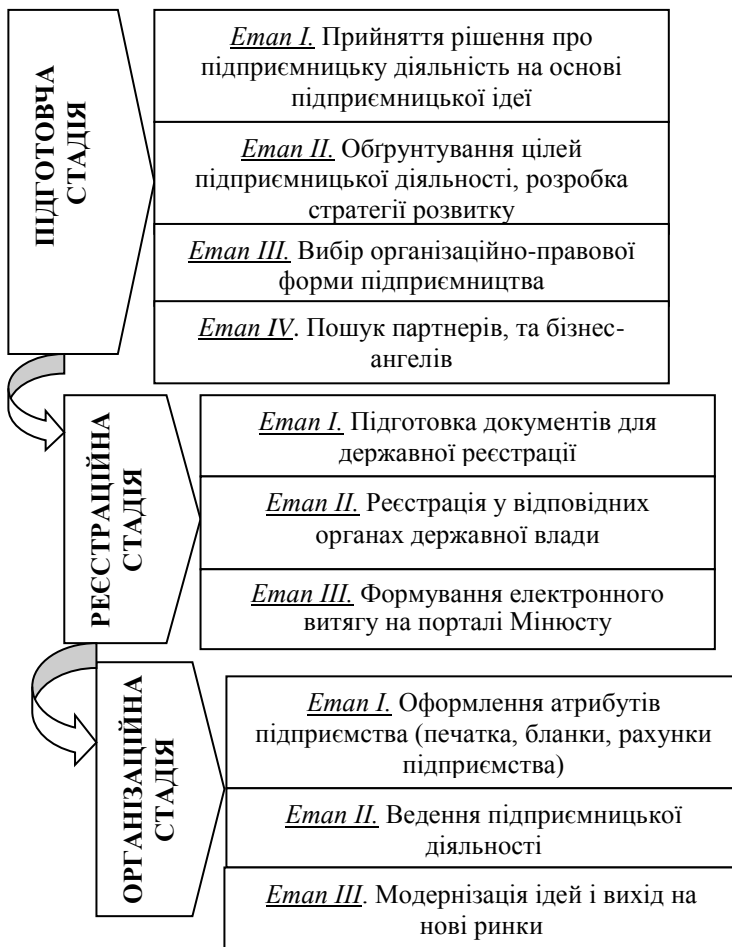 ПІДГОТОВЧА
СТАДІЯ
Етап І. Прийняття рішення про
підприємницьку діяльність на основі
підприємницької ідеї
Етап ІІ. Обґрунтування цілей
підприємницької діяльності, розробка
стратегії розвитку
Етап ІІІ. Вибір організаційно-правової
форми підприємництва
Етап IV. Пошук партнерів, та бізнес-
ангелів
РЕЄСТРАЦІЙНА
СТАДІЯ
Етап І. Підготовка документів для
державної реєстрації
Етап ІІ. Реєстрація у відповідних
органах державної влади
Етап ІІІ. Формування електронного
витягу на порталі Мінюсту
ОРГАНІЗАЦІЙНА
СТАДІЯ
Етап І. Оформлення атрибутів
підприємства (печатка, бланки, рахунки
підприємства)
Етап ІІ. Ведення підприємницької
діяльності
Етап ІІІ. Модернізація ідей і вихід на
нові ринки